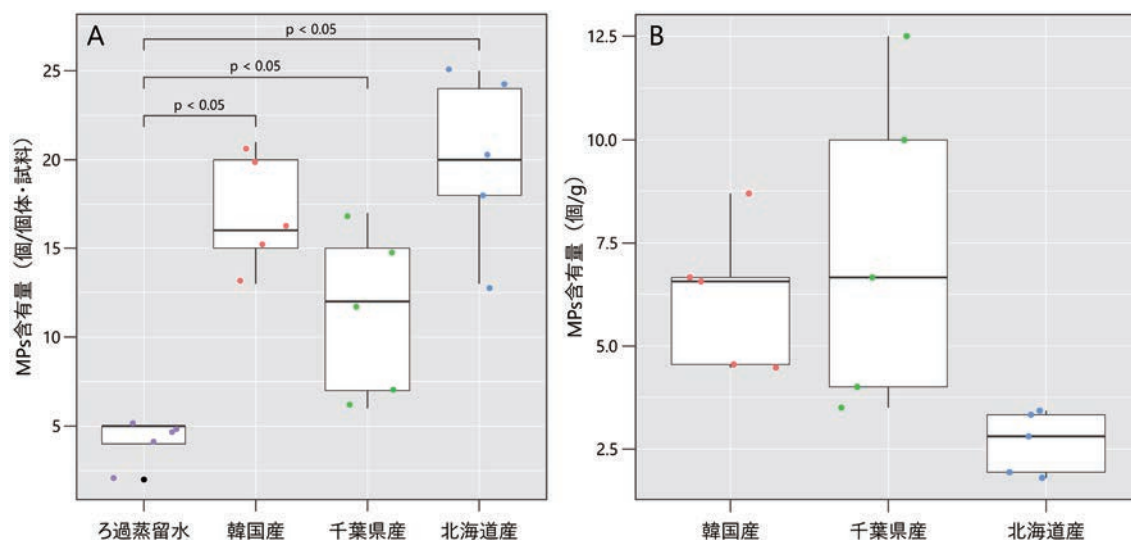 A
p < 0.05
p < 0.05
p < 0.05
MPs含有量（個/個体・試料）
25
20
15
10
5
ろ過蒸留水 韓国産 千葉県産 北海道産
B
MPs含有量（個/g）
12.5
10.0
7.5
5.0
2.5
韓国産 千葉県産 北海道産